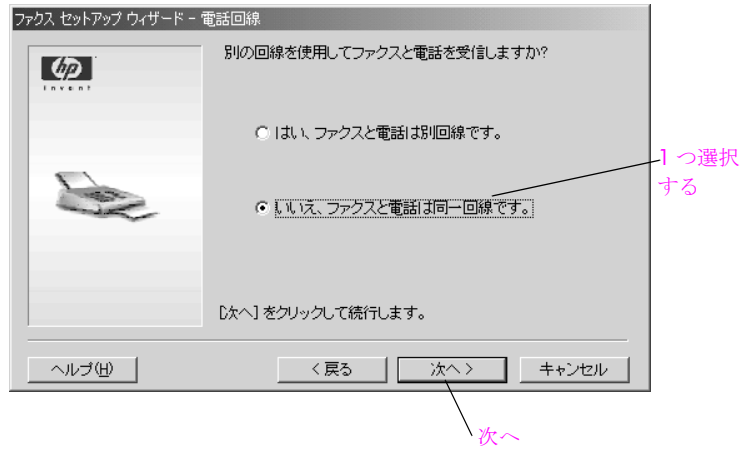 ファクス セットアップ ウィザード - 電話回線
別の回線を使用してファクスと電話を受信しますか?
hp
invent
はい、ファクスと電話は別回線です。
1 つ選択
する
いいえ、ファクスと電話は同一回線です。
[次へ] をクリックして続行します。
ヘルプ(H)
< 戻る
次へ >
キャンセル
次へ